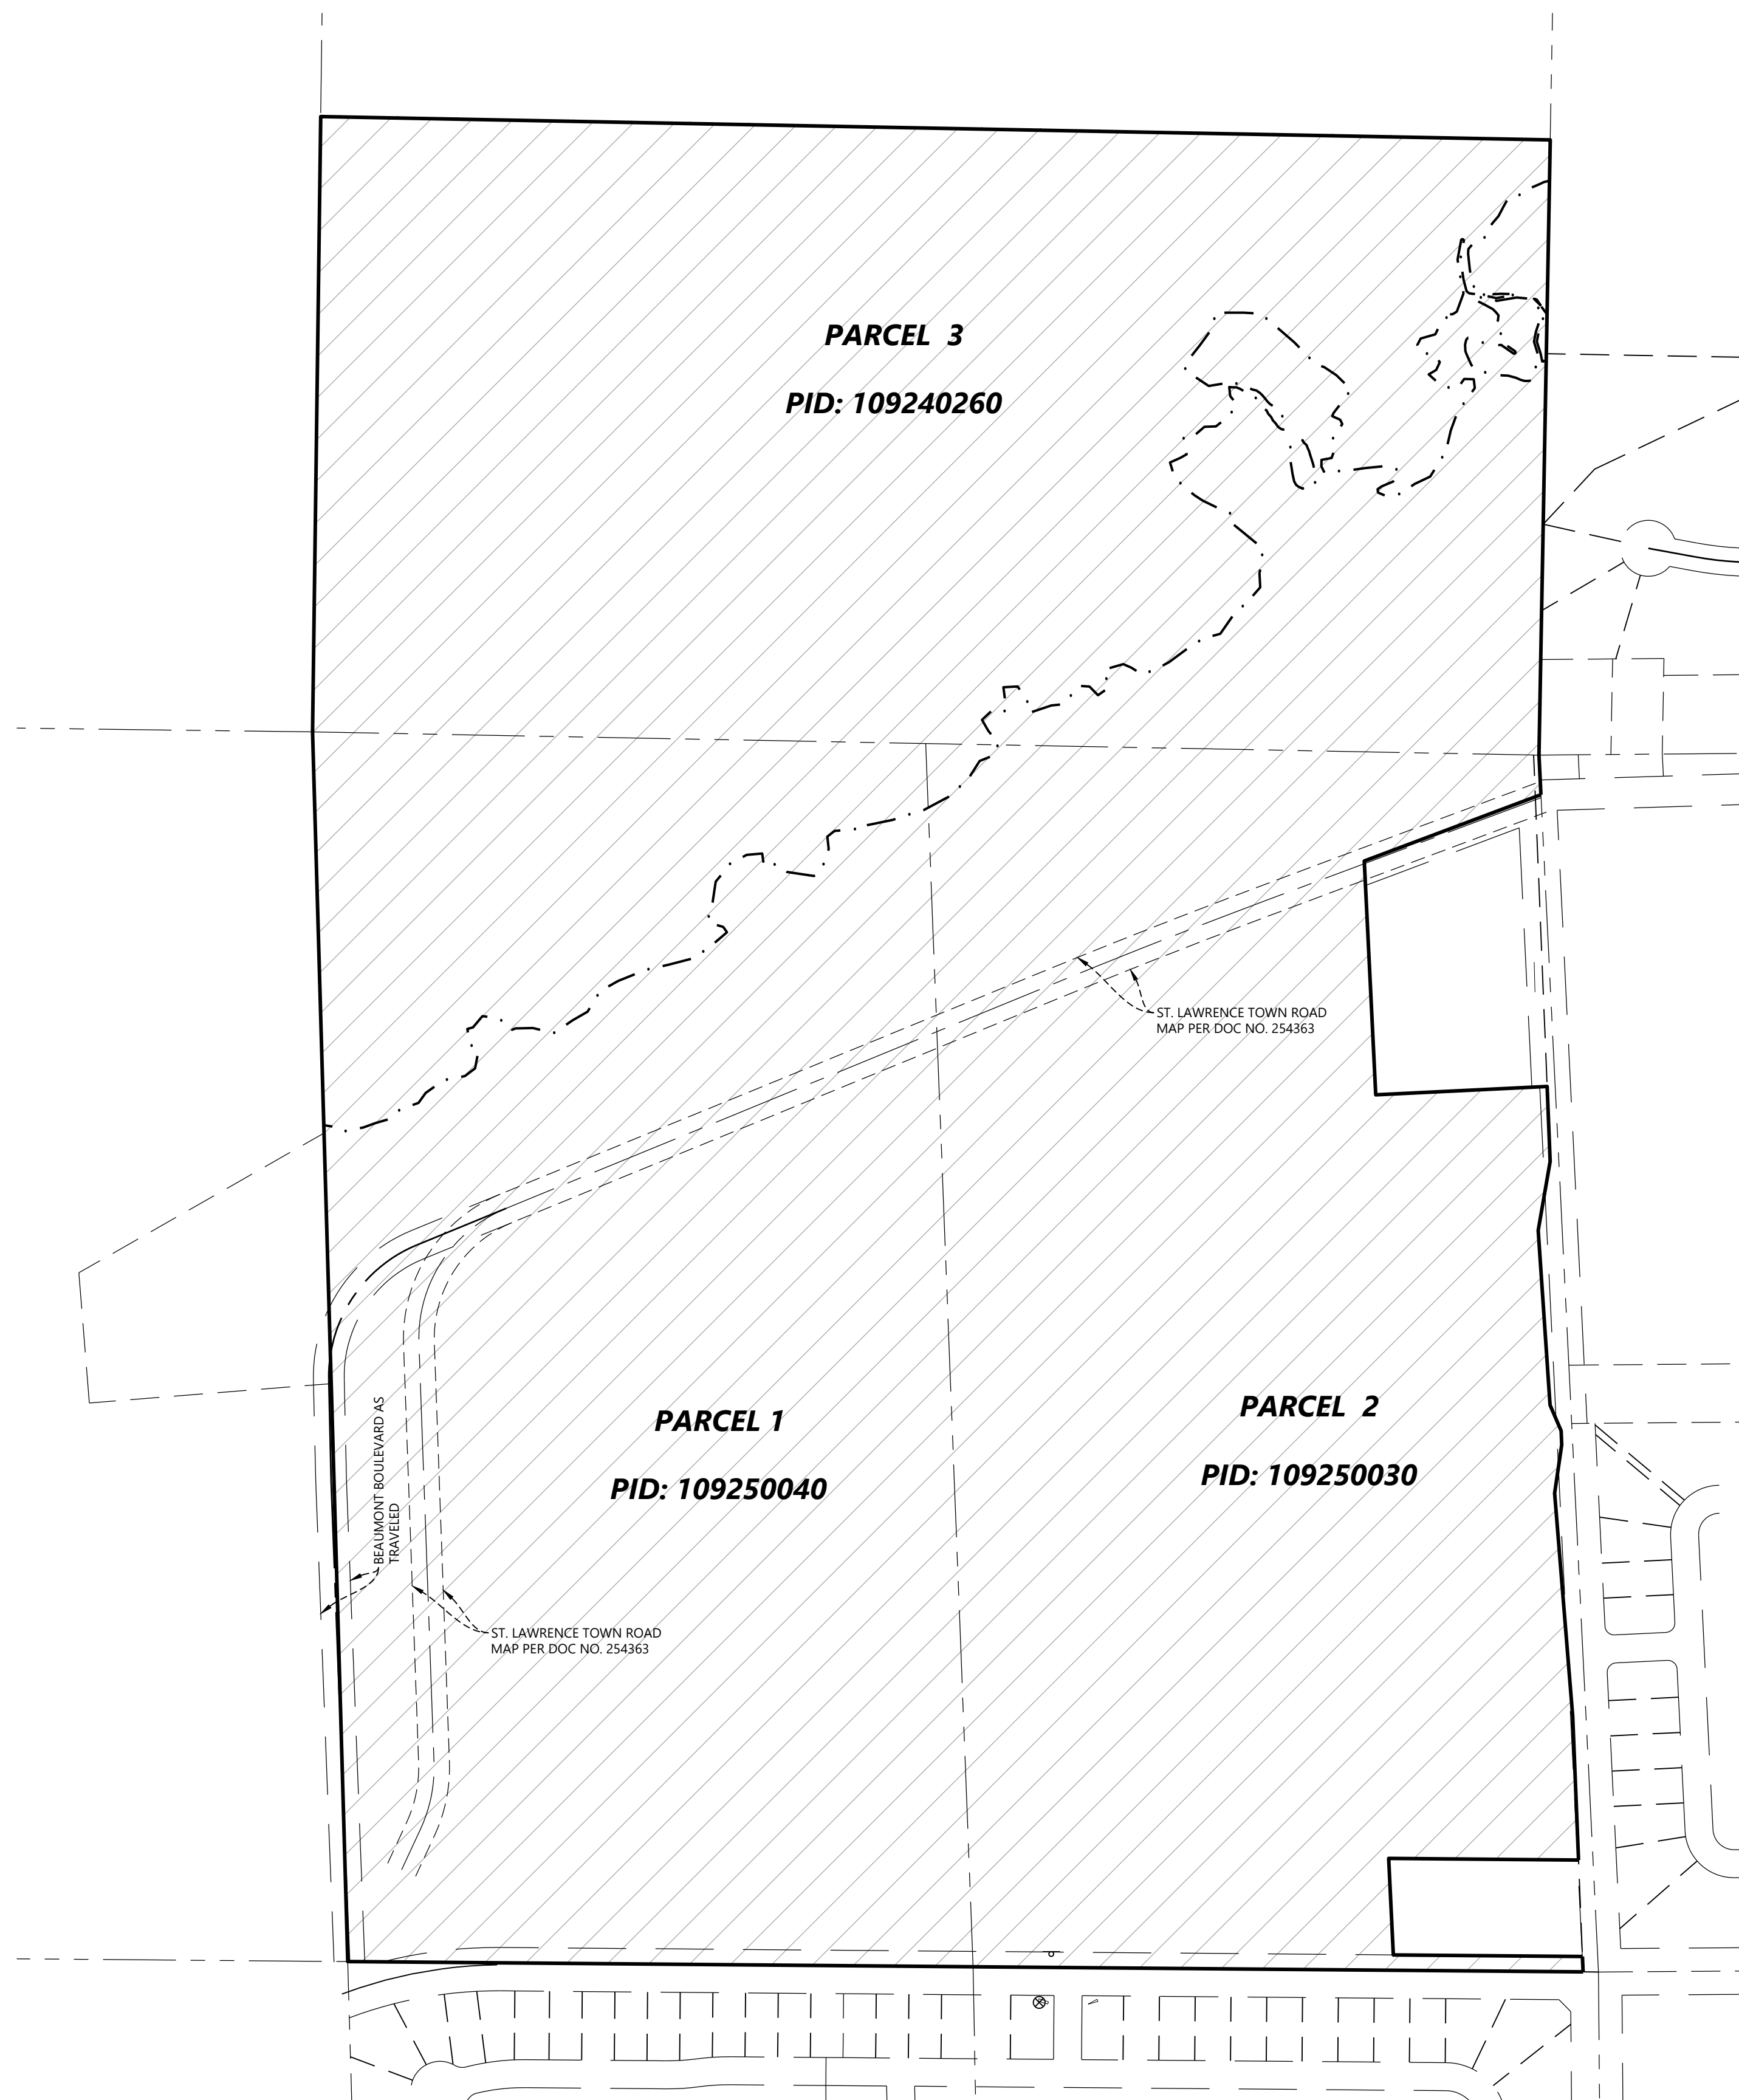 PARCEL 3
PID: 109240260
ST. LAWRENCE TOWN ROAD
MAP PER DOC NO. 254363
BEAUMONT BOULEVARD AS
TRAVELED
PARCEL 1
PID: 109250040
PARCEL 2
PID: 109250030
ST. LAWRENCE TOWN ROAD
MAP PER DOC NO. 254363